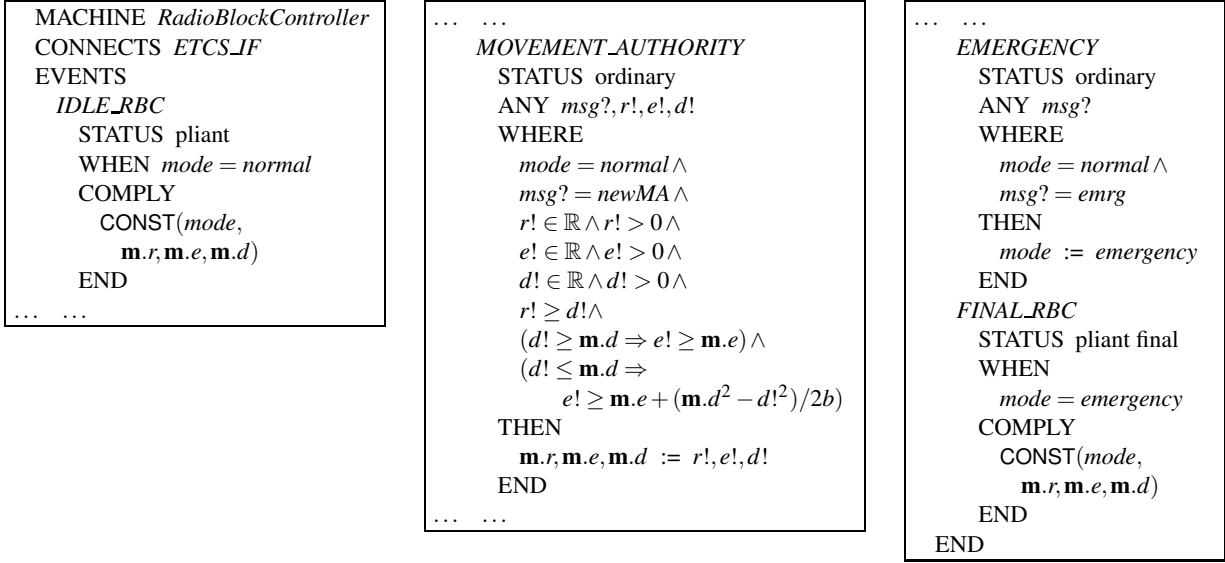 MACHINE RadioBlockController
CONNECTS ETCS_IF
EVENTS
IDLE_RBC
STATUS pliant
WHEN mode = normal
COMPLY
CONST(mode,
m.r,m.e,m.d)
END
... ...
... ...
MOVEMENT_AUTHORITY
STATUS ordinary
ANY msg?,r!,e!,d!
WHERE
mode = normal ∧
msg? = newMA ∧
r! ∈ ℝ ∧ r! > 0 ∧
e! ∈ ℝ ∧ e! > 0 ∧
d! ∈ ℝ ∧ d! > 0 ∧
r! ≥ d!∧
(d! ≥ m.d ⇒ e! ≥ m.e) ∧
(d! ≤ m.d ⇒
e! ≥ m.e + (m.d² − d!²)/2b)
THEN
m.r,m.e,m.d := r!,e!,d!
END
... ...
... ...
EMERGENCY
STATUS ordinary
ANY msg?
WHERE
mode = normal ∧
msg? = emrg
THEN
mode := emergency
END
FINAL_RBC
STATUS pliant final
WHEN
mode = emergency
COMPLY
CONST(mode,
m.r,m.e,m.d)
END
END